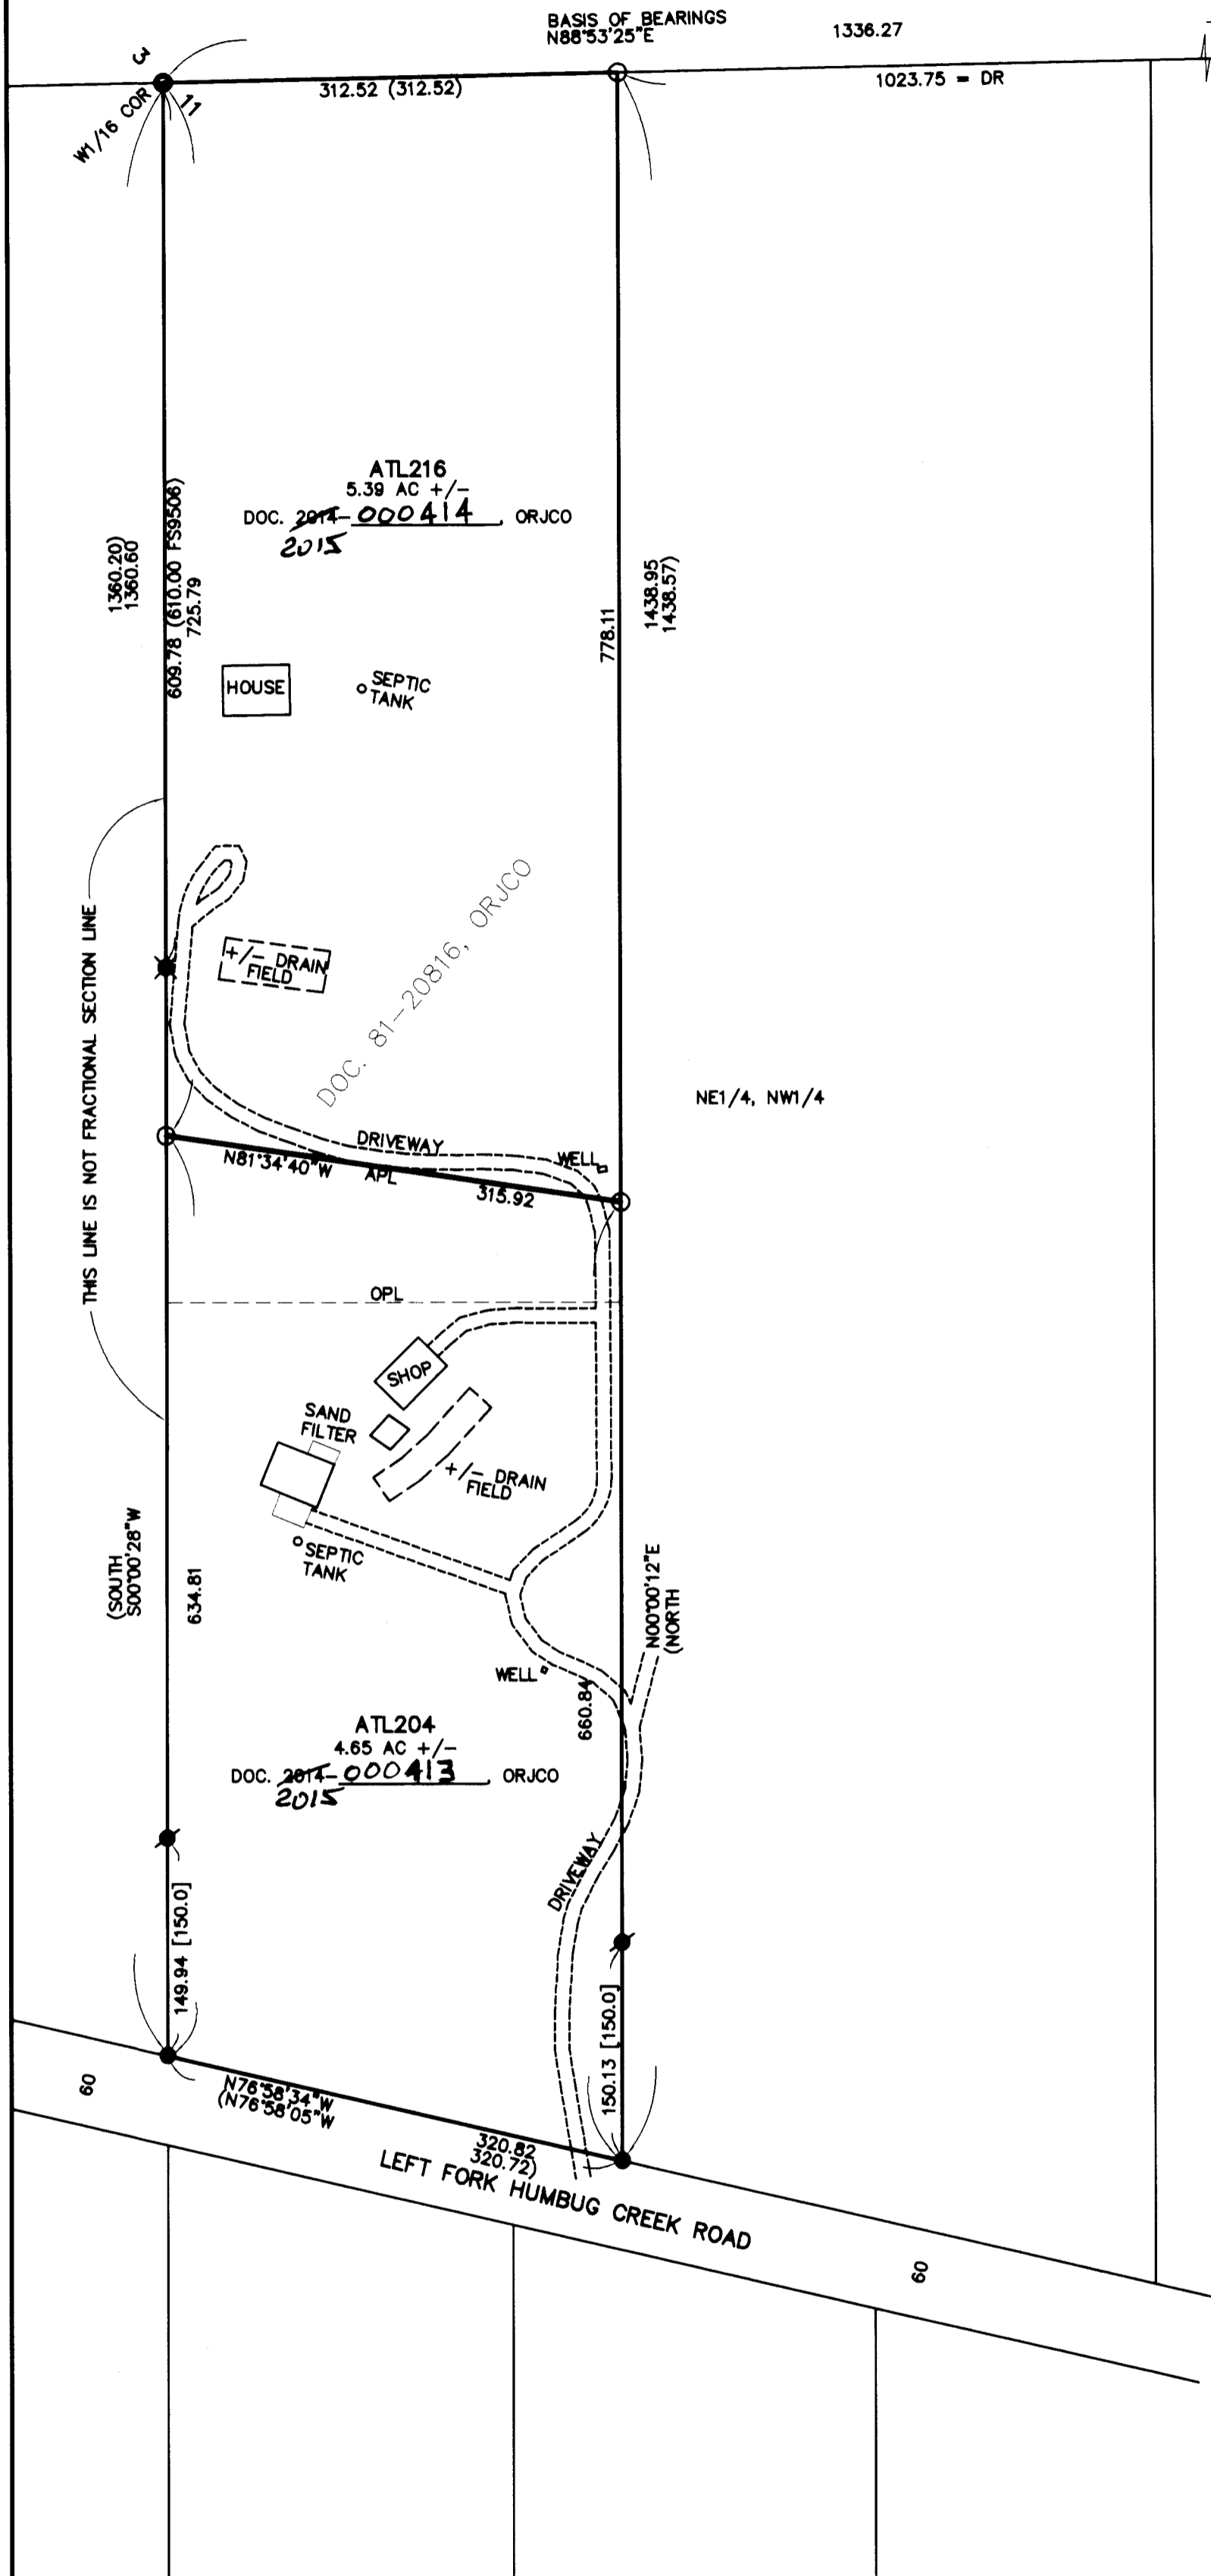 BASIS OF BEARINGS
N88°53'25"E
1336.27
3
11
W1/16 COR
312.52 (312.52)
1023.75 = DR
ATL216
5.39 AC +/-
DOC. 2014-000414, ORJCO
2015
1360.20)
1360.60
609.78 (610.00 FS9506)
725.79
778.11
1438.95
1438.57)
HOUSE
SEPTIC
TANK
THIS LINE IS NOT FRACTIONAL SECTION LINE
+/- DRAIN
FIELD
DOC. 81-20816, ORJCO
NE1/4, NW1/4
DRIVEWAY
WELL
N81°34'40"W
APL
315.92
OPL
SHOP
SAND
FILTER
+/- DRAIN
FIELD
SEPTIC
TANK
(SOUTH
S00°00'28"W
634.81
N00°00'12"E
(NORTH
WELL
660.84
ATL204
4.65 AC +/-
DOC. 2014-000413, ORJCO
2015
DRIVEWAY
149.94 [150.0]
150.13 [150.0]
60
N76°58'34"W
(N76°58'05"W
320.82
320.72)
LEFT FORK HUMBUG CREEK ROAD
60